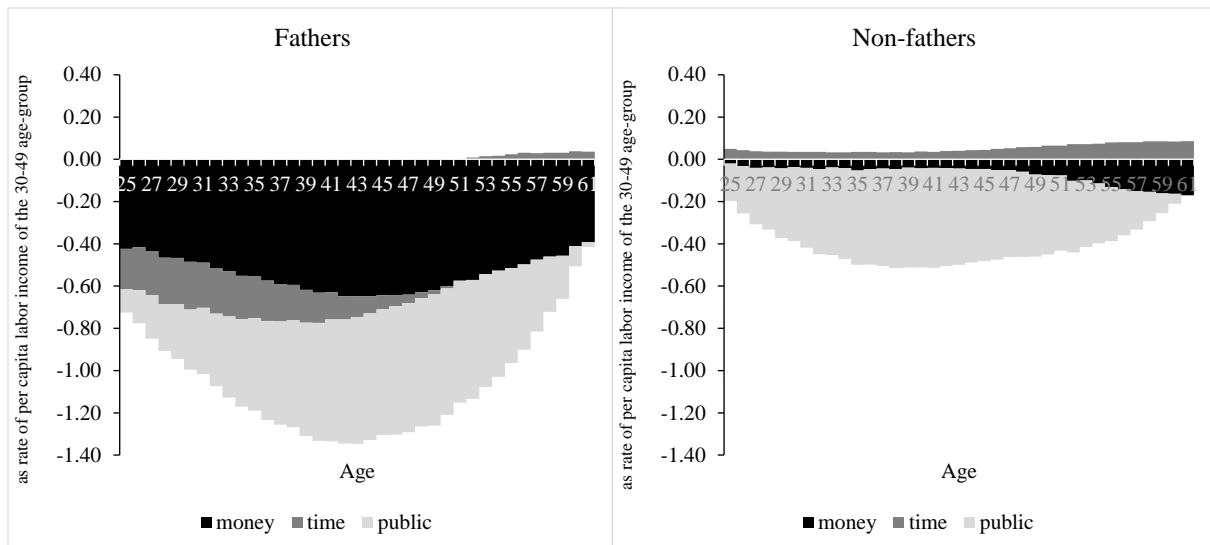 Fathers
as rate of per capita labor income of the 30-49 age-group
0.40
0.20
0.00
-0.20
-0.40
-0.60
-0.80
-1.00
-1.20
-1.40
25 27 29 31 33 35 37 39 41 43 45 47 49 51 53 55 57 59 61
Age
money time public
Non-fathers
as rate of per capita labor income of the 30-49 age-group
0.40
0.20
0.00
-0.20
-0.40
-0.60
-0.80
-1.00
-1.20
-1.40
25 27 29 31 33 35 37 39 41 43 45 47 49 51 53 55 57 59 61
Age
money time public